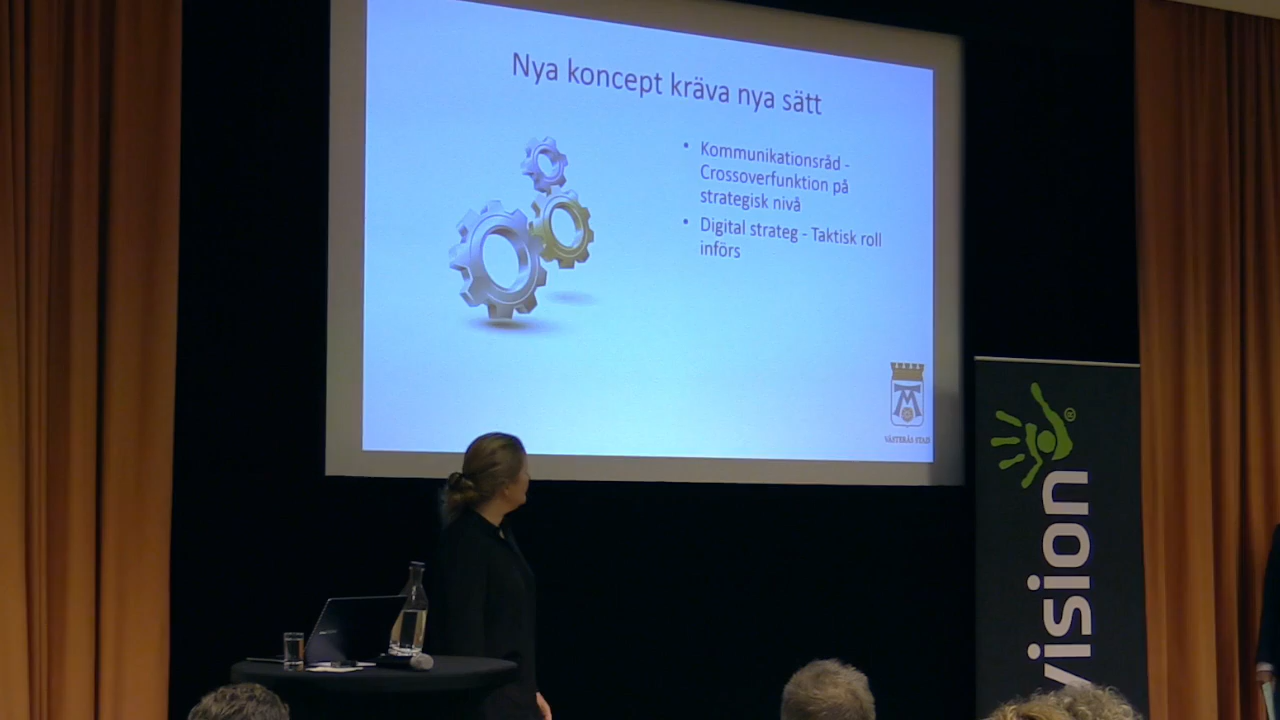 Nya koncept kräva nya sätt
• Kommunikationsråd -
Crossoverfunktion på
strategisk nivå
• Digital strateg - Taktisk roll
införs
VÄSTERÅS STAD
vision
®